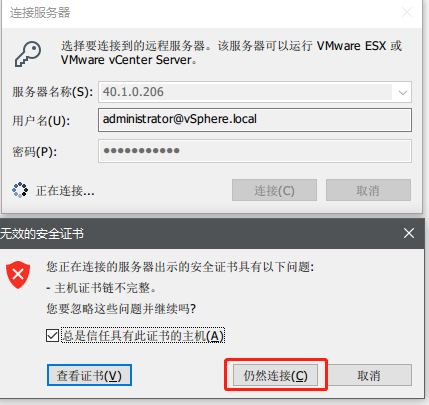 连接服务器
选择要连接到的远程服务器。该服务器可以运行 VMware ESX 或
VMware vCenter Server。
服务器名称(S): 40.1.0.206
用户名(U): administrator@vSphere.local
密码(P): ●●●●●●●●●●●
正在连接... 连接(C) 取消
无效的安全证书
您正在连接的服务器出示的安全证书具有以下问题:
- 主机证书链不完整。
您要忽略这些问题并继续吗?
总是信任具有此证书的主机(A)
查看证书(V) 仍然连接(C) 取消